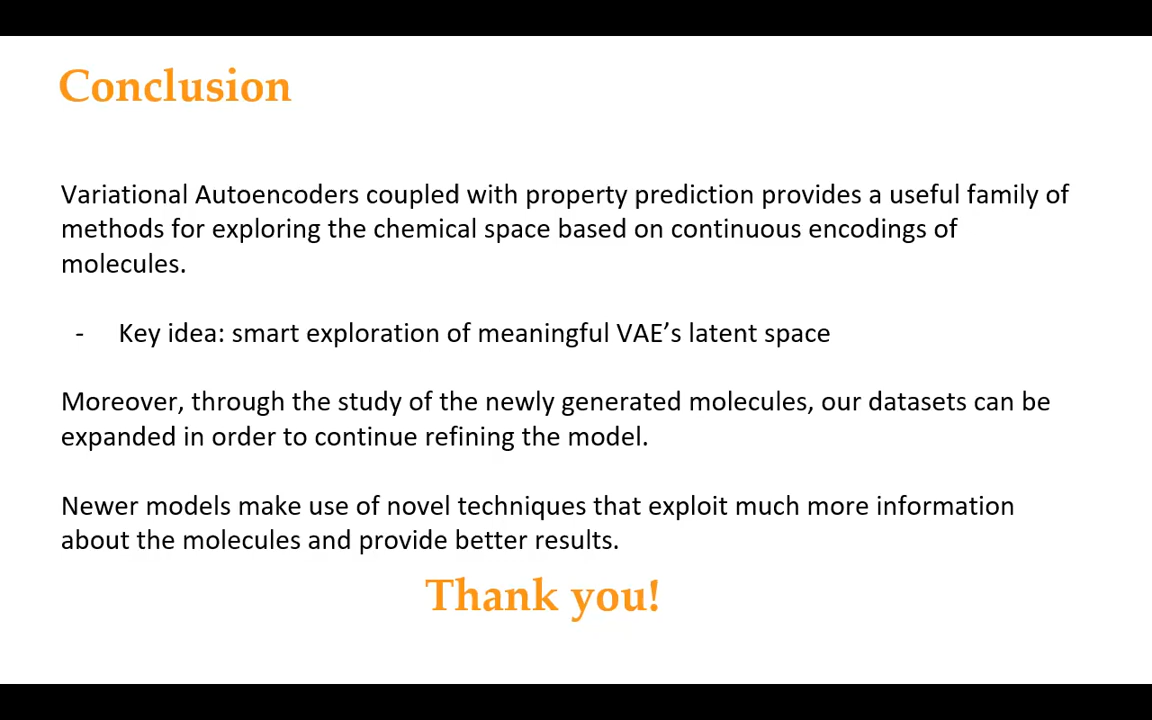 Conclusion
Variational Autoencoders coupled with property prediction provides a useful family of
methods for exploring the chemical space based on continuous encodings of
molecules.
- Key idea: smart exploration of meaningful VAE’s latent space
Moreover, through the study of the newly generated molecules, our datasets can be
expanded in order to continue refining the model.
Newer models make use of novel techniques that exploit much more information
about the molecules and provide better results.
Thank you!